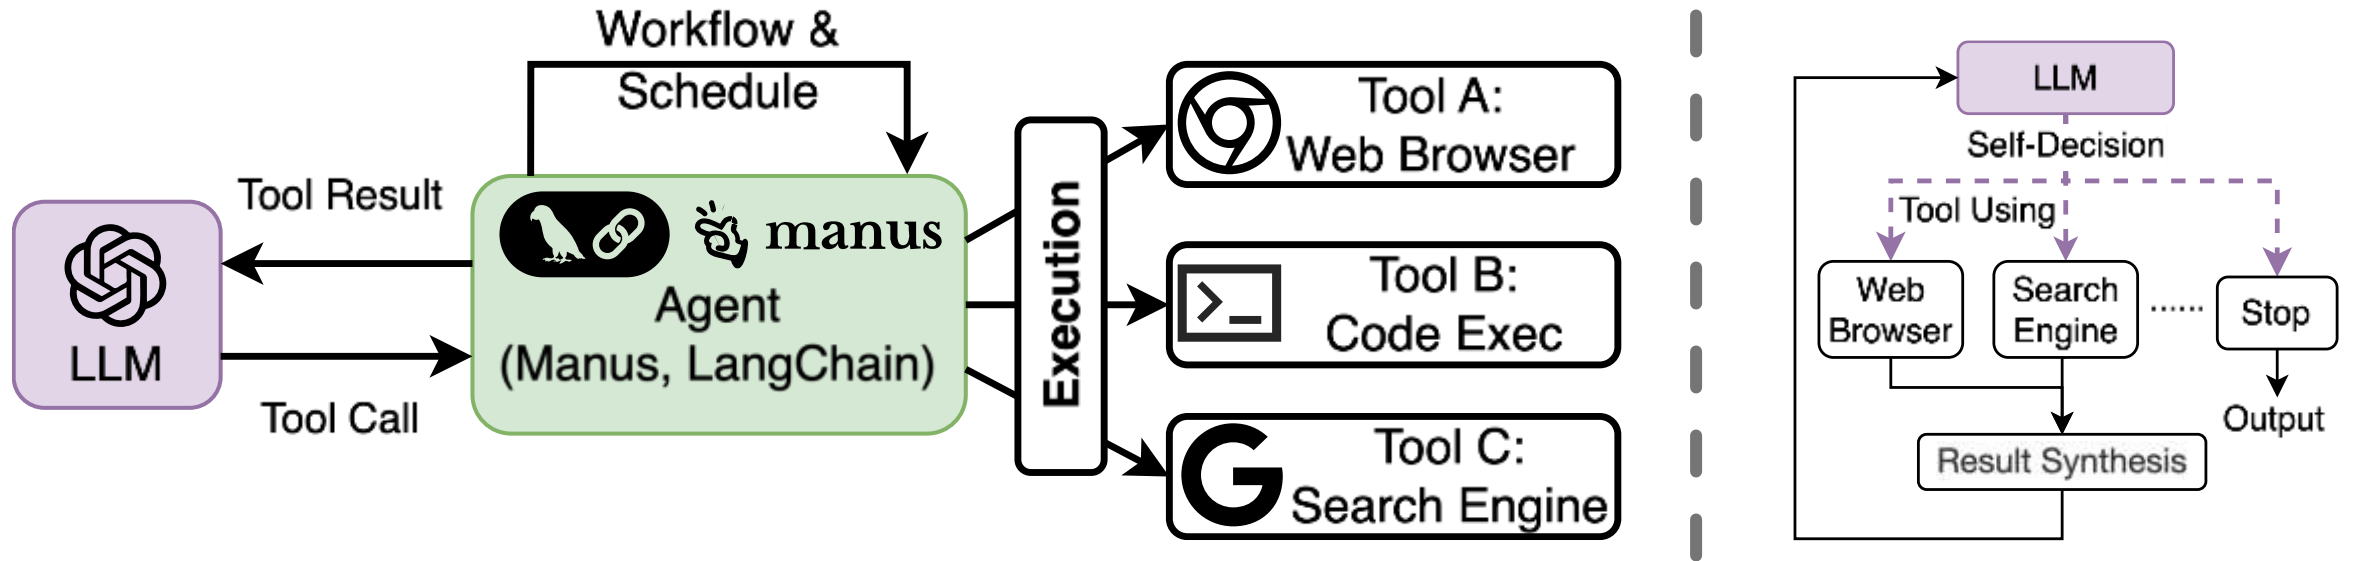 Workflow &
Schedule
Tool Result
LLM
Tool Call
manus
Agent
(Manus, LangChain)
Execution
Tool A:
Web Browser
Tool B:
Code Exec
Tool C:
Search Engine
LLM
Self-Decision
Tool Using
Web
Browser
Search
Engine
......
Stop
Output
Result Synthesis